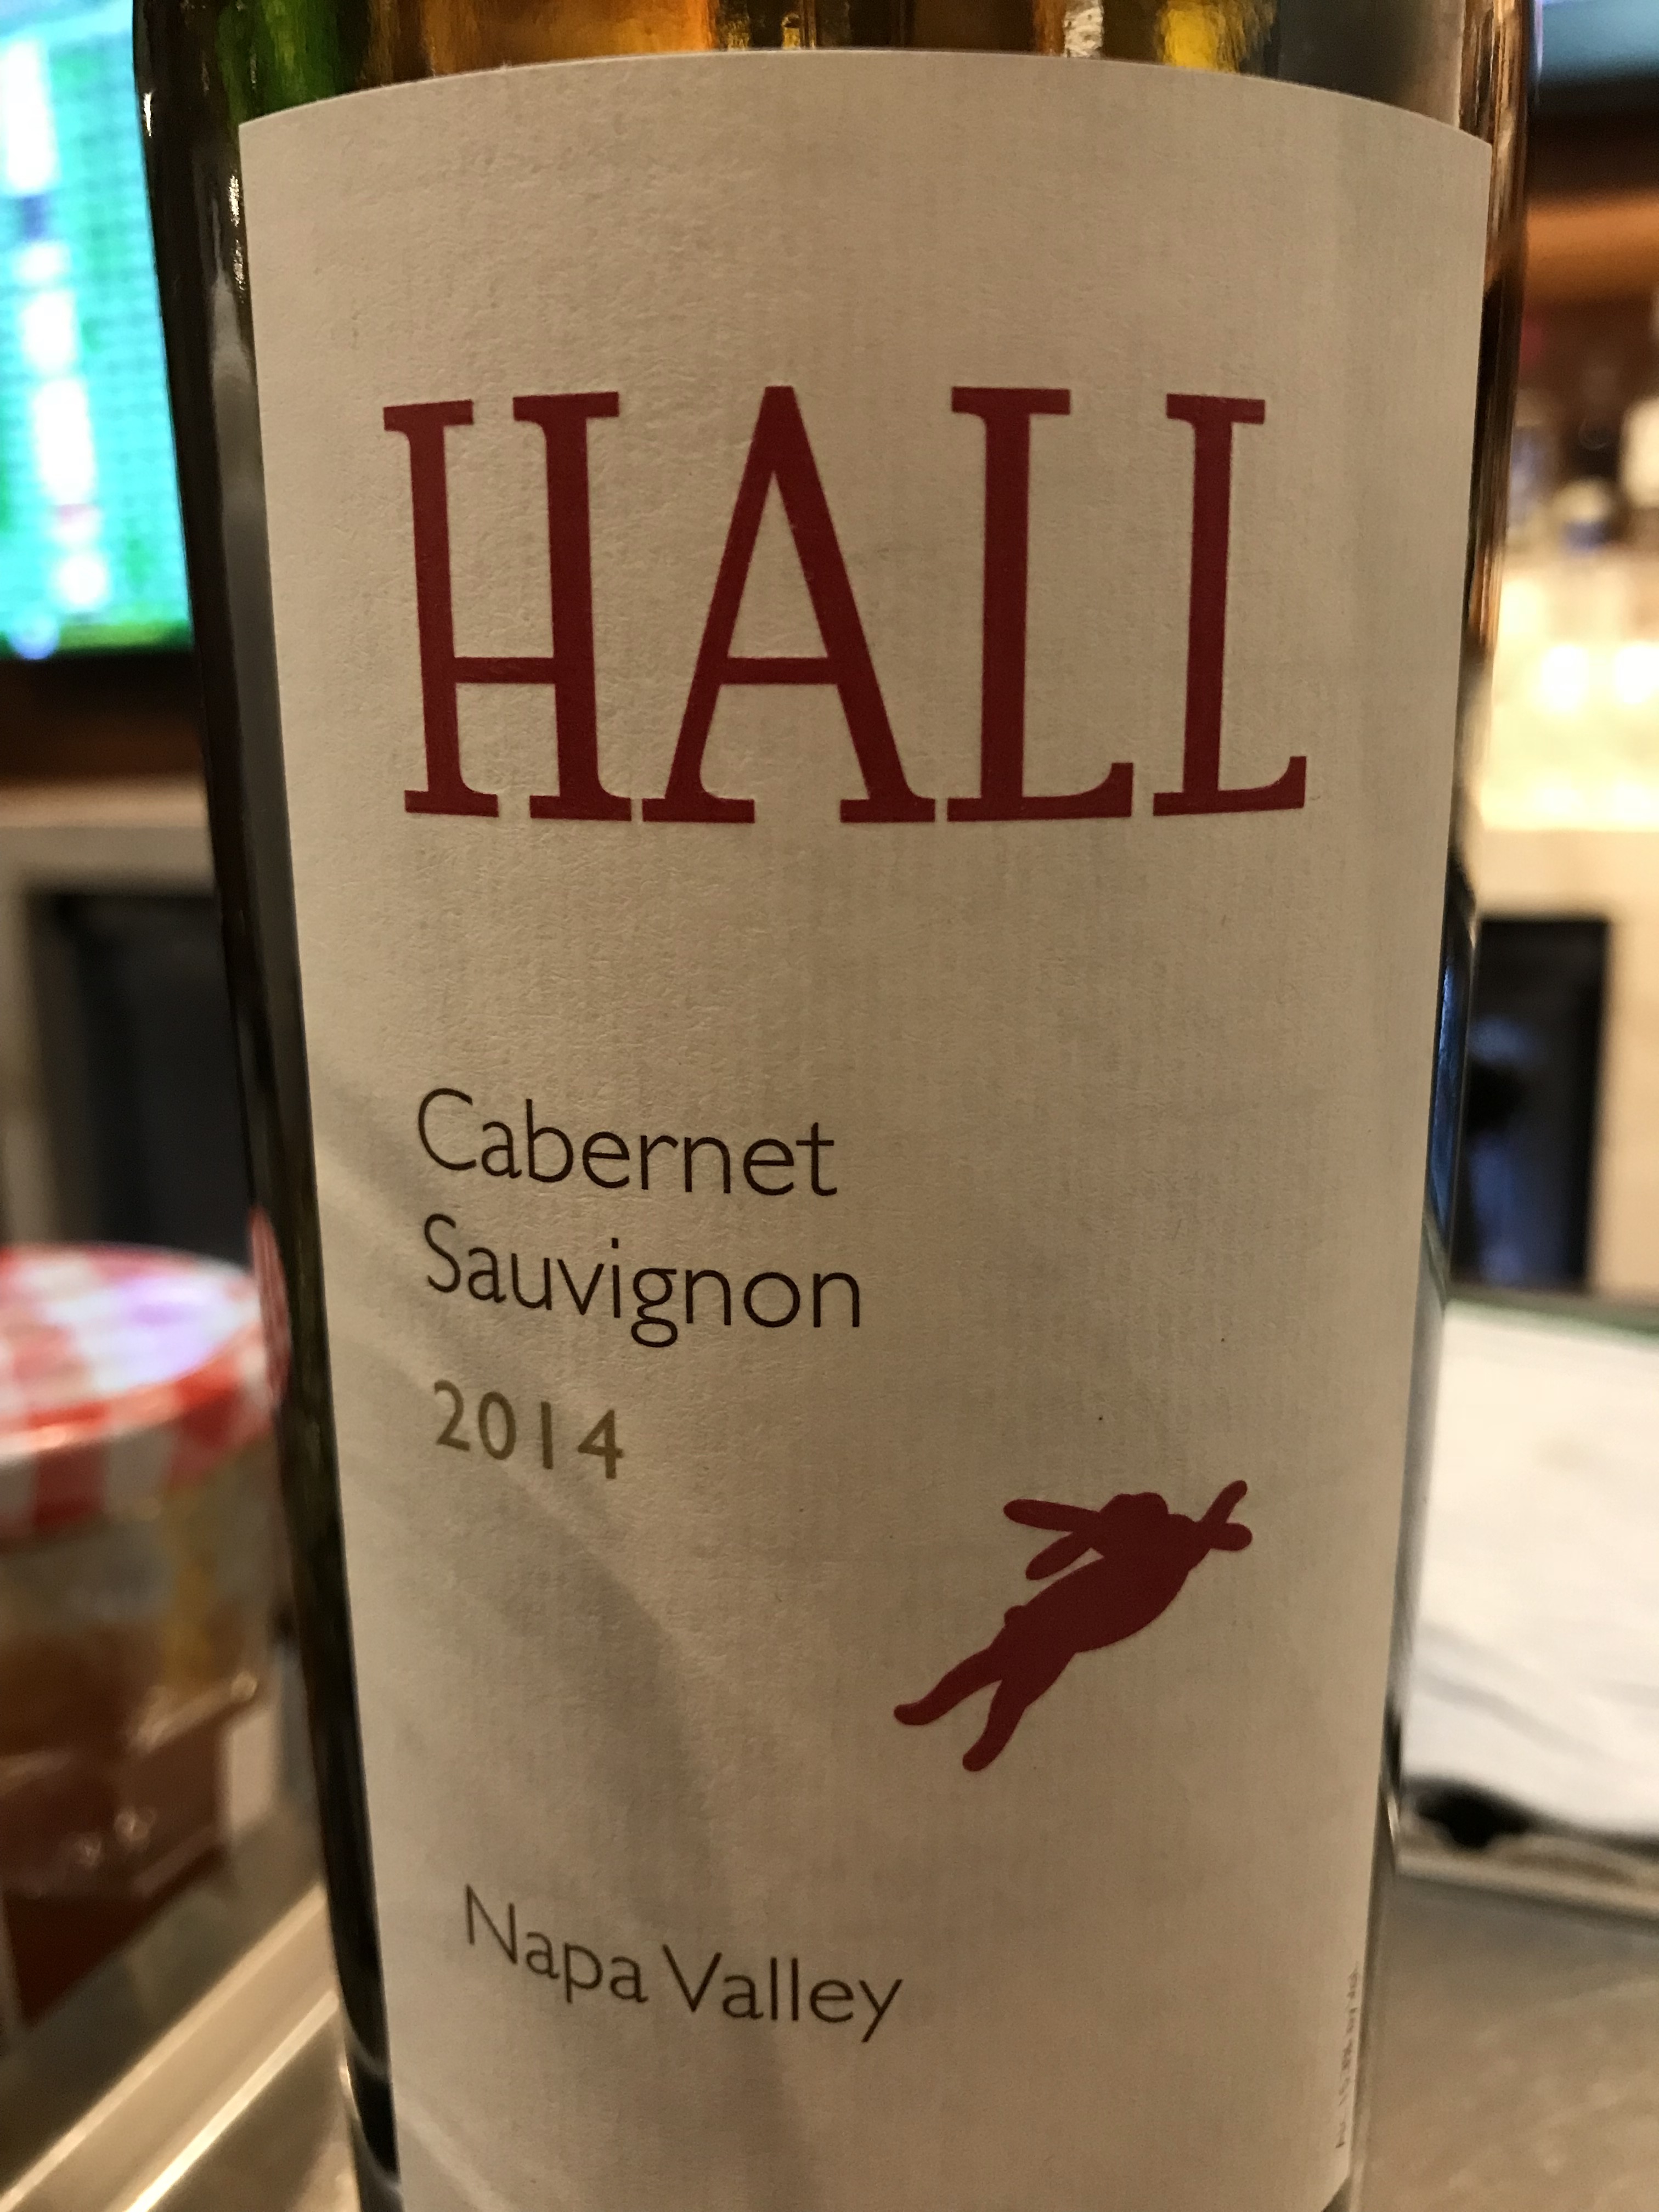 HALL
Cabernet
Sauvignon
2014
Napa Valley